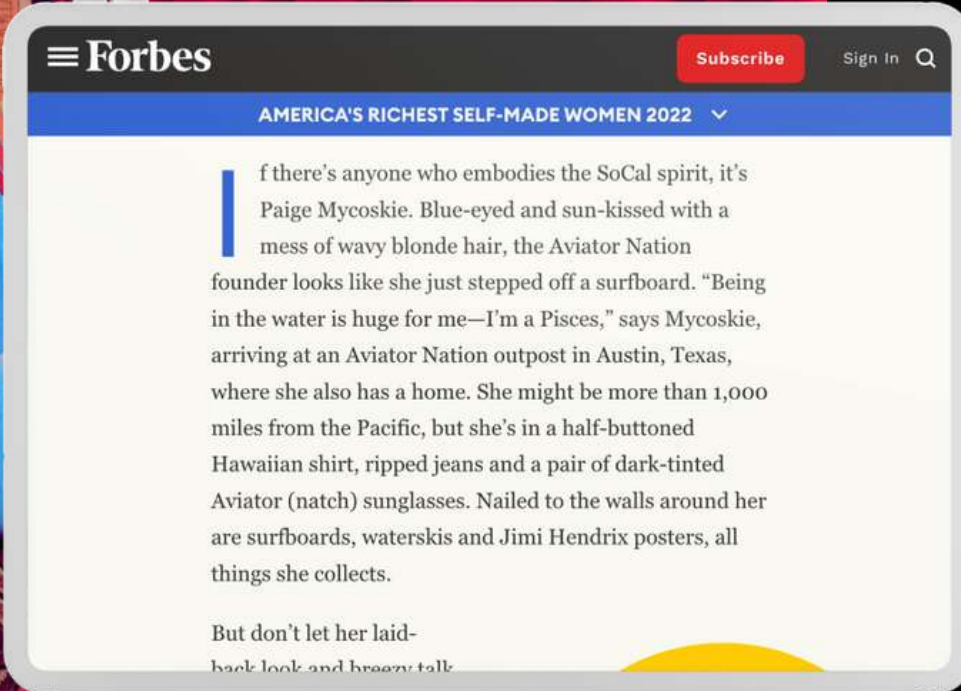 Forbes
Subscribe
Sign In
AMERICA'S RICHEST SELF-MADE WOMEN 2022
If there’s anyone who embodies the SoCal spirit, it’s
Paige Mycoskie. Blue-eyed and sun-kissed with a
mess of wavy blonde hair, the Aviator Nation
founder looks like she just stepped off a surfboard. “Being
in the water is huge for me—I’m a Pisces,” says Mycoskie,
arriving at an Aviator Nation outpost in Austin, Texas,
where she also has a home. She might be more than 1,000
miles from the Pacific, but she’s in a half-buttoned
Hawaiian shirt, ripped jeans and a pair of dark-tinted
Aviator (natch) sunglasses. Nailed to the walls around her
are surfboards, waterskis and Jimi Hendrix posters, all
things she collects.
But don’t let her laid-
back look and breezy talk